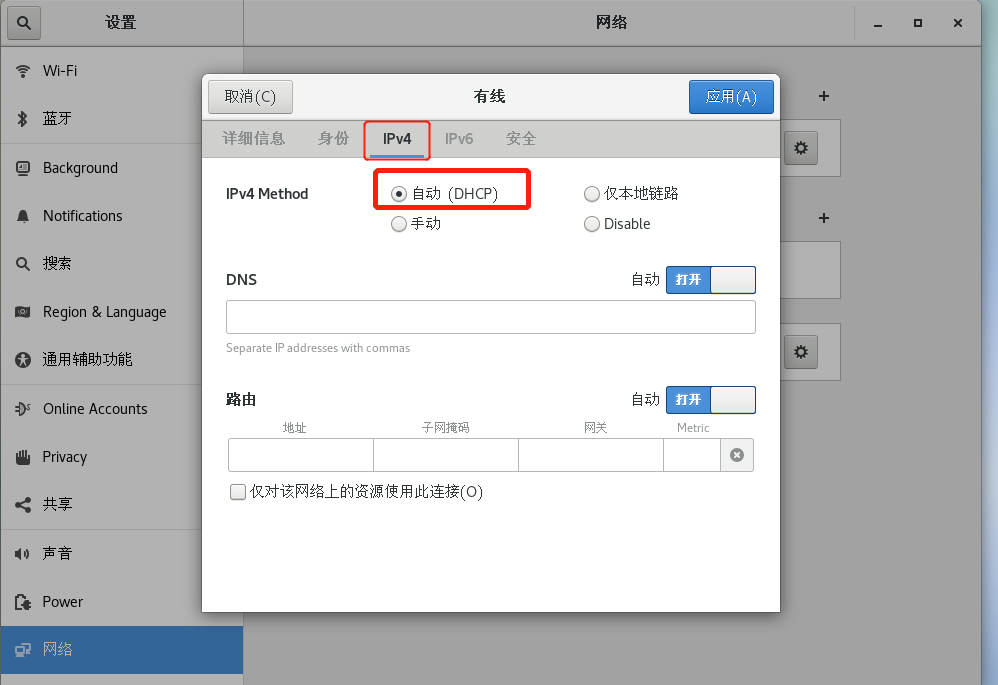 设置
网络
Wi-Fi
蓝牙
Background
Notifications
搜索
Region & Language
通用辅助功能
Online Accounts
Privacy
共享
声音
Power
网络
取消(C)
有线
应用(A)
详细信息
身份
IPv4
IPv6
安全
IPv4 Method
自动 (DHCP)
仅本地链路
手动
Disable
DNS
自动
打开
Separate IP addresses with commas
路由
自动
打开
地址
子网掩码
网关
Metric
仅对该网络上的资源使用此连接(O)